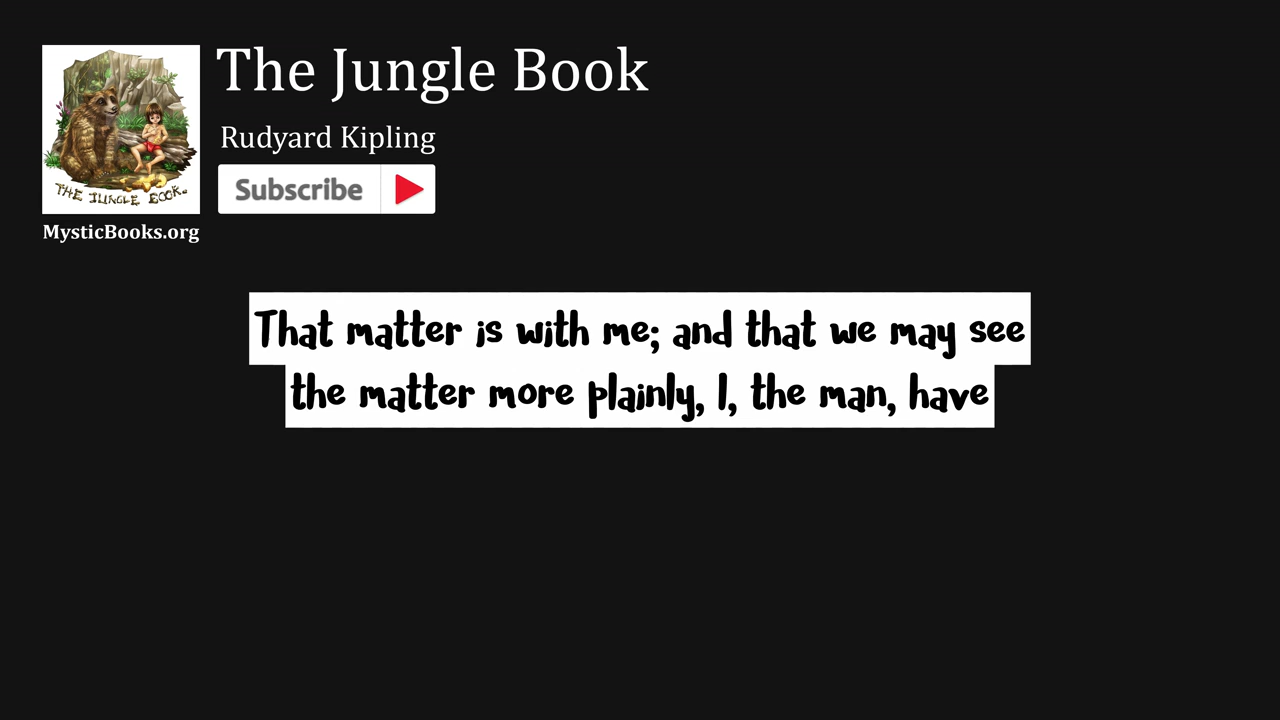 The Jungle Book
Rudyard Kipling
Subscribe
THE JUNGLE BOOK.
MysticBooks.org
That matter is with me; and that we may see
the matter more plainly, I, the man, have